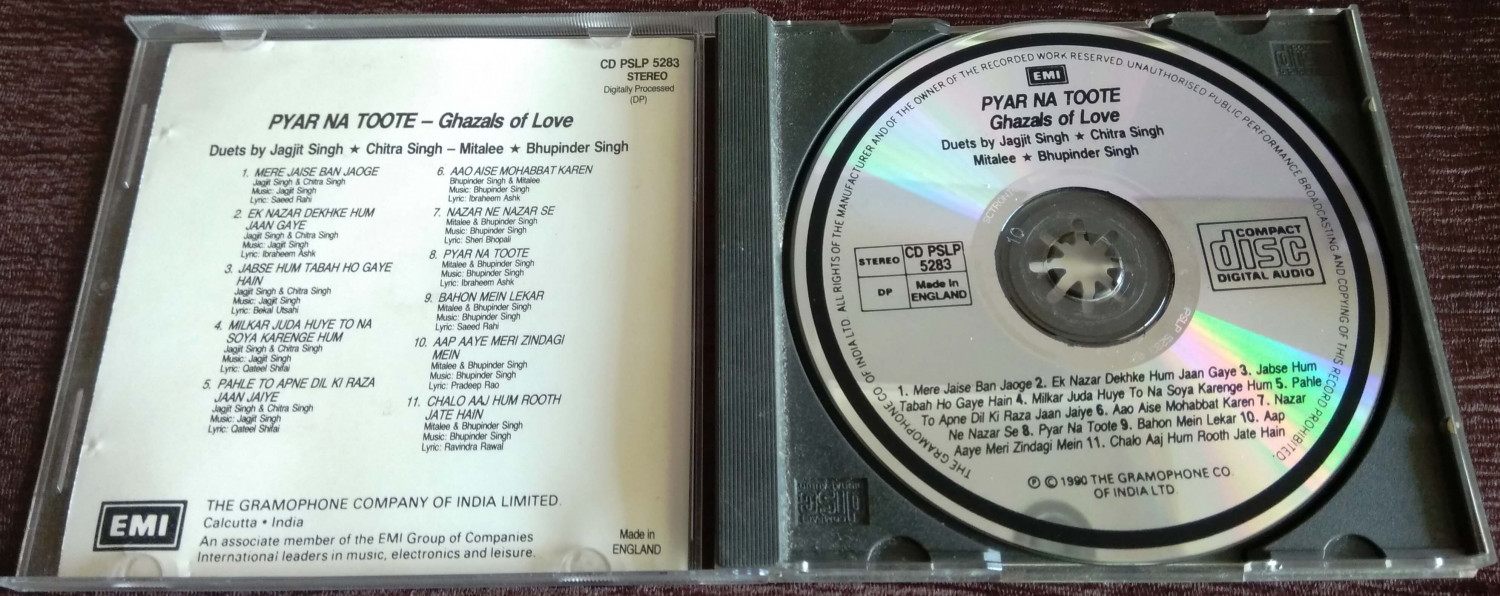 CD PSLP 5283
STEREO
Digitally Processed
(DP)
PYAR NA TOOTE – Ghazals of Love
Duets by Jagjit Singh ★ Chitra Singh – Mitalee ★ Bhupinder Singh
1. MERE JAISE BAN JAOGE
Jagjit Singh & Chitra Singh
Music: Jagjit Singh
Lyric: Saeed Rahi
2. EK NAZAR DEKHKE HUM
JAAN GAYE
Jagjit Singh & Chitra Singh
Music: Jagjit Singh
Lyric: Ibraheem Ashk
3. JABSE HUM TABAH HO GAYE
HAIN
Jagjit Singh & Chitra Singh
Music: Jagjit Singh
Lyric: Bekal Utsahi
4. MILKAR JUDA HUYE TO NA
SOYA KARENGE HUM
Jagjit Singh & Chitra Singh
Music: Jagjit Singh
Lyric: Qateel Shifai
5. PAHLE TO APNE DIL KI RAZA
JAAN JAIYE
Jagjit Singh & Chitra Singh
Music: Jagjit Singh
Lyric: Qateel Shifai
6. AAO AISE MOHABBAT KAREN
Bhupinder Singh & Mitalee
Music: Bhupinder Singh
Lyric: Ibraheem Ashk
7. NAZAR NE NAZAR SE
Mitalee & Bhupinder Singh
Music: Bhupinder Singh
Lyric: Sheri Bhopali
8. PYAR NA TOOTE
Mitalee & Bhupinder Singh
Music: Bhupinder Singh
Lyric: Ibraheem Ashk
9. BAHON MEIN LEKAR
Mitalee & Bhupinder Singh
Music: Bhupinder Singh
Lyric: Saeed Rahi
10. AAP AAYE MERI ZINDAGI
MEIN
Mitalee & Bhupinder Singh
Music: Bhupinder Singh
Lyric: Pradeep Rao
11. CHALO AAJ HUM ROOTH
JATE HAIN
Mitalee & Bhupinder Singh
Music: Bhupinder Singh
Lyric: Ravindra Rawal
EMI
THE GRAMOPHONE COMPANY OF INDIA LIMITED.
Calcutta • India
An associate member of the EMI Group of Companies
International leaders in music, electronics and leisure.
Made in
ENGLAND
THE GRAMOPHONE CO. OF INDIA LTD. ALL RIGHTS OF THE MANUFACTURER AND OF THE OWNER OF THE RECORDED WORK RESERVED UNAUTHORISED PUBLIC PERFORMANCE BROADCASTING AND COPYING OF THIS RECORD PROHIBITED.
EMI
PYAR NA TOOTE
Ghazals of Love
Duets by Jagjit Singh ★ Chitra Singh
Mitalee ★ Bhupinder Singh
STEREO
CD PSLP
5283
DP
Made in
ENGLAND
10
COMPACT
disc
DIGITAL AUDIO
1. Mere Jaise Ban Jaoge 2. Ek Nazar Dekhke Hum Jaan Gaye 3. Jabse Hum
Tabah Ho Gaye Hain 4. Milkar Juda Huye To Na Soya Karenge Hum 5. Pahle
To Apne Dil Ki Raza Jaan Jaiye 6. Aao Aise Mohabbat Karen 7. Nazar
Ne Nazar Se 8. Pyar Na Toote 9. Bahon Mein Lekar 10. Aap
Aaye Meri Zindagi Mein 11. Chalo Aaj Hum Rooth Jate Hain
℗ © 1990 THE GRAMOPHONE CO.
OF INDIA LTD.